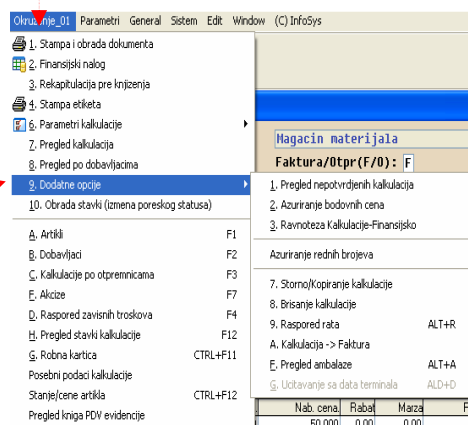 Okruzenje_01 Parametri General Sistem Edit Window (C) InfoSys
1. Stampa i obrada dokumenta
2. Finansijski nalog
3. Rekapitulacija pre knjizenja
4. Stampa etiketa
6. Parametri kalkulacije
7. Pregled kalkulacija
8. Pregled po dobavljacima
9. Dodatne opcije
10. Obrada stavki (izmena poreskog statusa)
A. Artikli F1
B. Dobavljaci F2
C. Kalkulacije po otpremnicama F3
E. Akcize F7
D. Raspored zavisnih troskova F4
H. Pregled stavki kalkulacije F12
G. Robna kartica CTRL+F11
Posebni podaci kalkulacije
Stanje/cene artikla CTRL+F12
Pregled kniga PDV evidencije
Magacin materijala
Faktura/Otpr(F/O): F
1. Pregled nepotvrdjenih kalkulacija
2. Azuriranje bodovnih cena
3. Ravnoteza Kalkulacije-Finansijsko
Azuriranje rednih brojeva
7. Storno/Kopiranje kalkulacije
8. Brisanje kalkulacije
9. Raspored rata ALT+R
A. Kalkulacija -> Faktura
F. Pregled ambalaze ALT+A
G. Ucitavanje sa data terminala ALD+D
Nab. cena Rabat Marza F
50.000 0.00 0.00